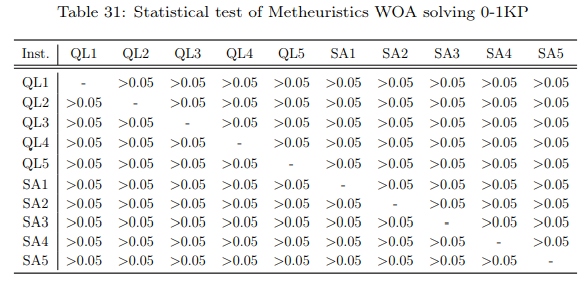 Table 31: Statistical test of Metheuristics WOA solving 0-1KP
Inst. QL1 QL2 QL3 QL4 QL5 SA1 SA2 SA3 SA4 SA5
QL1 - >0.05 >0.05 >0.05 >0.05 >0.05 >0.05 >0.05 >0.05 >0.05
QL2 >0.05 - >0.05 >0.05 >0.05 >0.05 >0.05 >0.05 >0.05 >0.05
QL3 >0.05 >0.05 - >0.05 >0.05 >0.05 >0.05 >0.05 >0.05 >0.05
QL4 >0.05 >0.05 >0.05 - >0.05 >0.05 >0.05 >0.05 >0.05 >0.05
QL5 >0.05 >0.05 >0.05 >0.05 - >0.05 >0.05 >0.05 >0.05 >0.05
SA1 >0.05 >0.05 >0.05 >0.05 >0.05 - >0.05 >0.05 >0.05 >0.05
SA2 >0.05 >0.05 >0.05 >0.05 >0.05 >0.05 - >0.05 >0.05 >0.05
SA3 >0.05 >0.05 >0.05 >0.05 >0.05 >0.05 >0.05 - >0.05 >0.05
SA4 >0.05 >0.05 >0.05 >0.05 >0.05 >0.05 >0.05 >0.05 - >0.05
SA5 >0.05 >0.05 >0.05 >0.05 >0.05 >0.05 >0.05 >0.05 >0.05 -